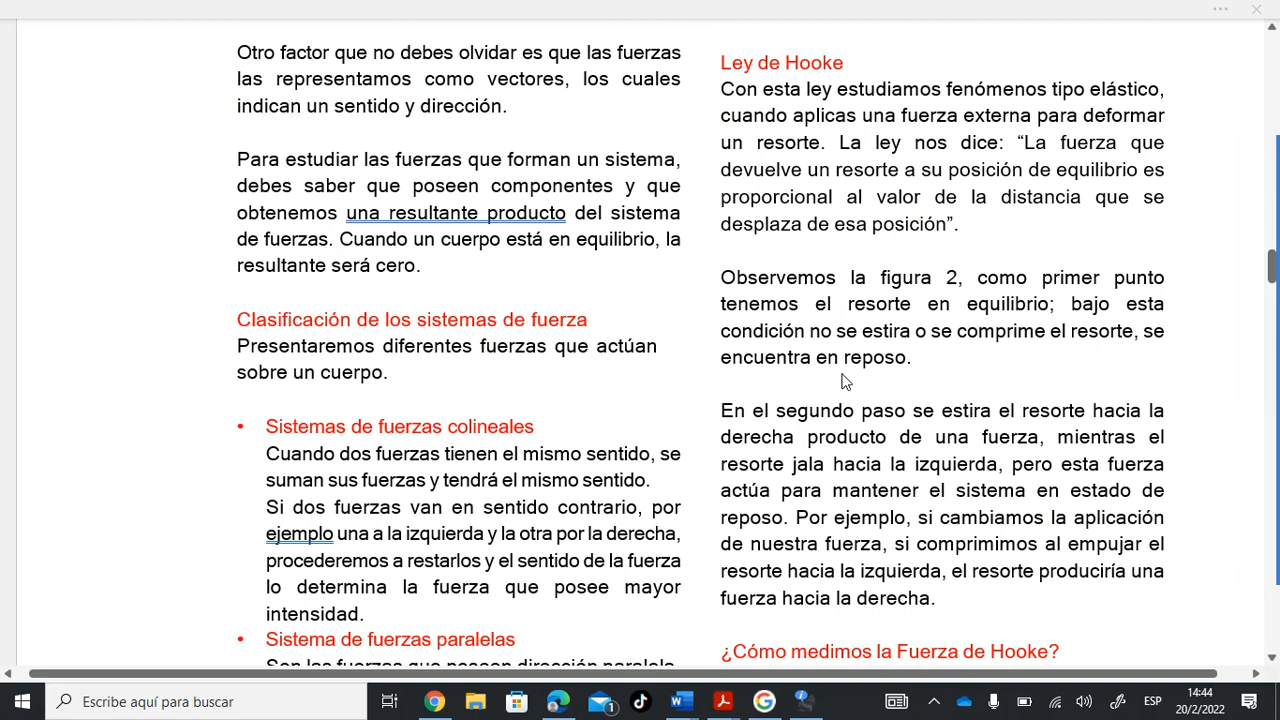 Otro factor que no debes olvidar es que las fuerzas
las representamos como vectores, los cuales
indican un sentido y dirección.
Para estudiar las fuerzas que forman un sistema,
debes saber que poseen componentes y que
obtenemos una resultante producto del sistema
de fuerzas. Cuando un cuerpo está en equilibrio, la
resultante será cero.
Clasificación de los sistemas de fuerza
Presentaremos diferentes fuerzas que actúan
sobre un cuerpo.
• Sistemas de fuerzas colineales
Cuando dos fuerzas tienen el mismo sentido, se
suman sus fuerzas y tendrá el mismo sentido.
Si dos fuerzas van en sentido contrario, por
ejemplo una a la izquierda y la otra por la derecha,
procederemos a restarlos y el sentido de la fuerza
lo determina la fuerza que posee mayor
intensidad.
• Sistema de fuerzas paralelas
Son las fuerzas que poseen dirección paralela
Ley de Hooke
Con esta ley estudiamos fenómenos tipo elástico,
cuando aplicas una fuerza externa para deformar
un resorte. La ley nos dice: “La fuerza que
devuelve un resorte a su posición de equilibrio es
proporcional al valor de la distancia que se
desplaza de esa posición”.
Observemos la figura 2, como primer punto
tenemos el resorte en equilibrio; bajo esta
condición no se estira o se comprime el resorte, se
encuentra en reposo.
En el segundo paso se estira el resorte hacia la
derecha producto de una fuerza, mientras el
resorte jala hacia la izquierda, pero esta fuerza
actúa para mantener el sistema en estado de
reposo. Por ejemplo, si cambiamos la aplicación
de nuestra fuerza, si comprimimos al empujar el
resorte hacia la izquierda, el resorte produciría una
fuerza hacia la derecha.
¿Cómo medimos la Fuerza de Hooke?
Escribe aquí para buscar
1
ESP
14:44
20/2/2022